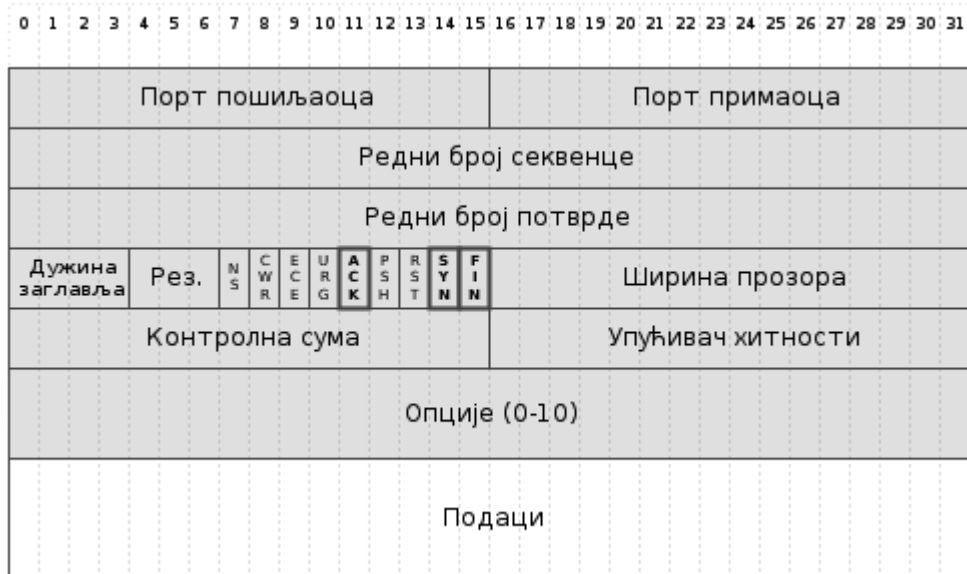 0 1 2 3 4 5 6 7 8 9 10 11 12 13 14 15 16 17 18 19 20 21 22 23 24 25 26 27 28 29 30 31
Порт пошиљаоца Порт примаоца
Редни број секвенце
Редни број потврде
Дужина
заглавља
Рез.
NS
CWR
ECE
URG
ACK
PSH
RST
SYN
FIN
Ширина прозора
Контролна сума Упућивач хитности
Опције (0-10)
Подаци